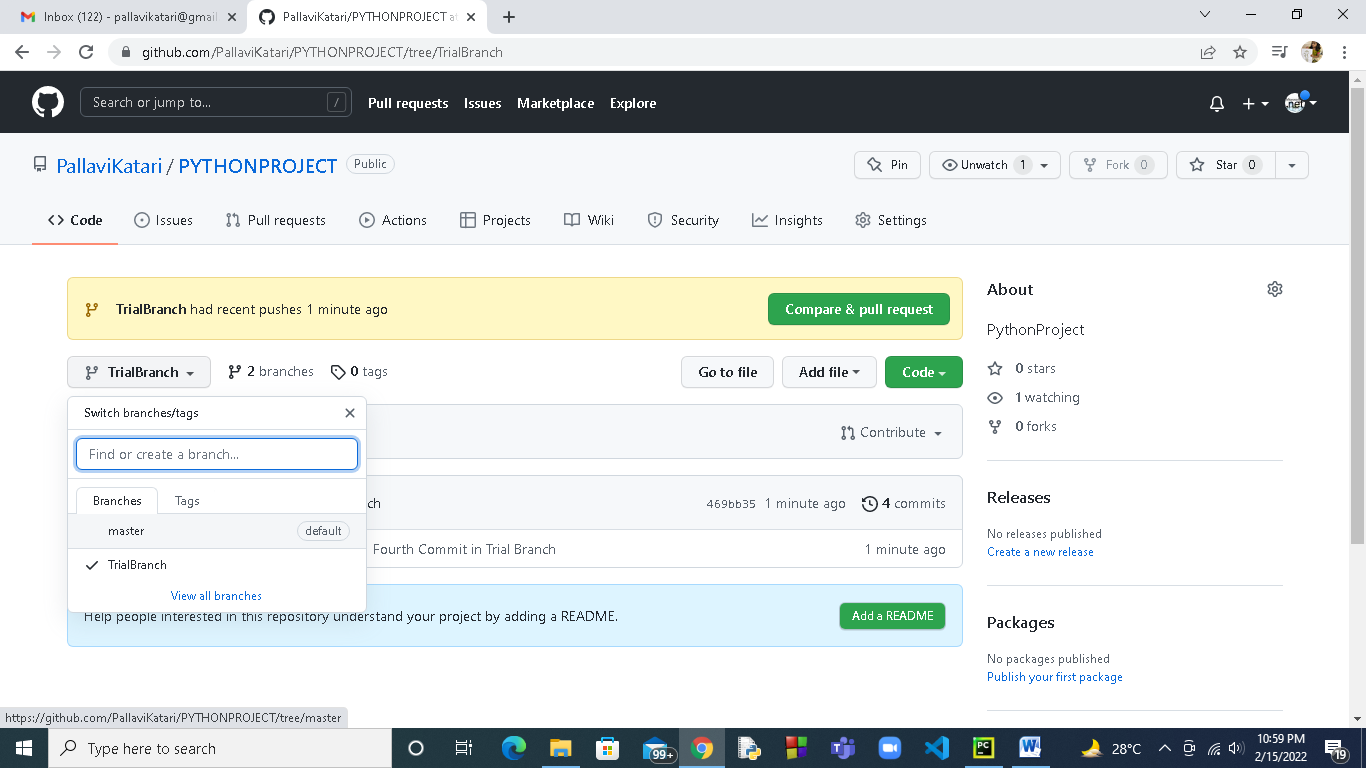 Inbox (122) - pallavikatari@gmail
PallaviKatari/PYTHONPROJECT at
github.com/PallaviKatari/PYTHONPROJECT/tree/TrialBranch
Search or jump to... /
Pull requests Issues Marketplace Explore
.net
PallaviKatari / PYTHONPROJECT Public
Pin Unwatch 1 Fork 0 Star 0
Code Issues Pull requests Actions Projects Wiki Security Insights Settings
TrialBranch had recent pushes 1 minute ago
Compare & pull request
TrialBranch 2 branches 0 tags
Go to file Add file Code
Switch branches/tags
Find or create a branch...
Branches Tags
master default
TrialBranch
View all branches
Contribute
ch 469bb35 1 minute ago 4 commits
Fourth Commit in Trial Branch 1 minute ago
Help people interested in this repository understand your project by adding a README.
Add a README
About
PythonProject
0 stars
1 watching
0 forks
Releases
No releases published
Create a new release
Packages
No packages published
Publish your first package
https://github.com/PallaviKatari/PYTHONPROJECT/tree/master
Type here to search
99+
PC
W
28°C
10:59 PM
2/15/2022
19